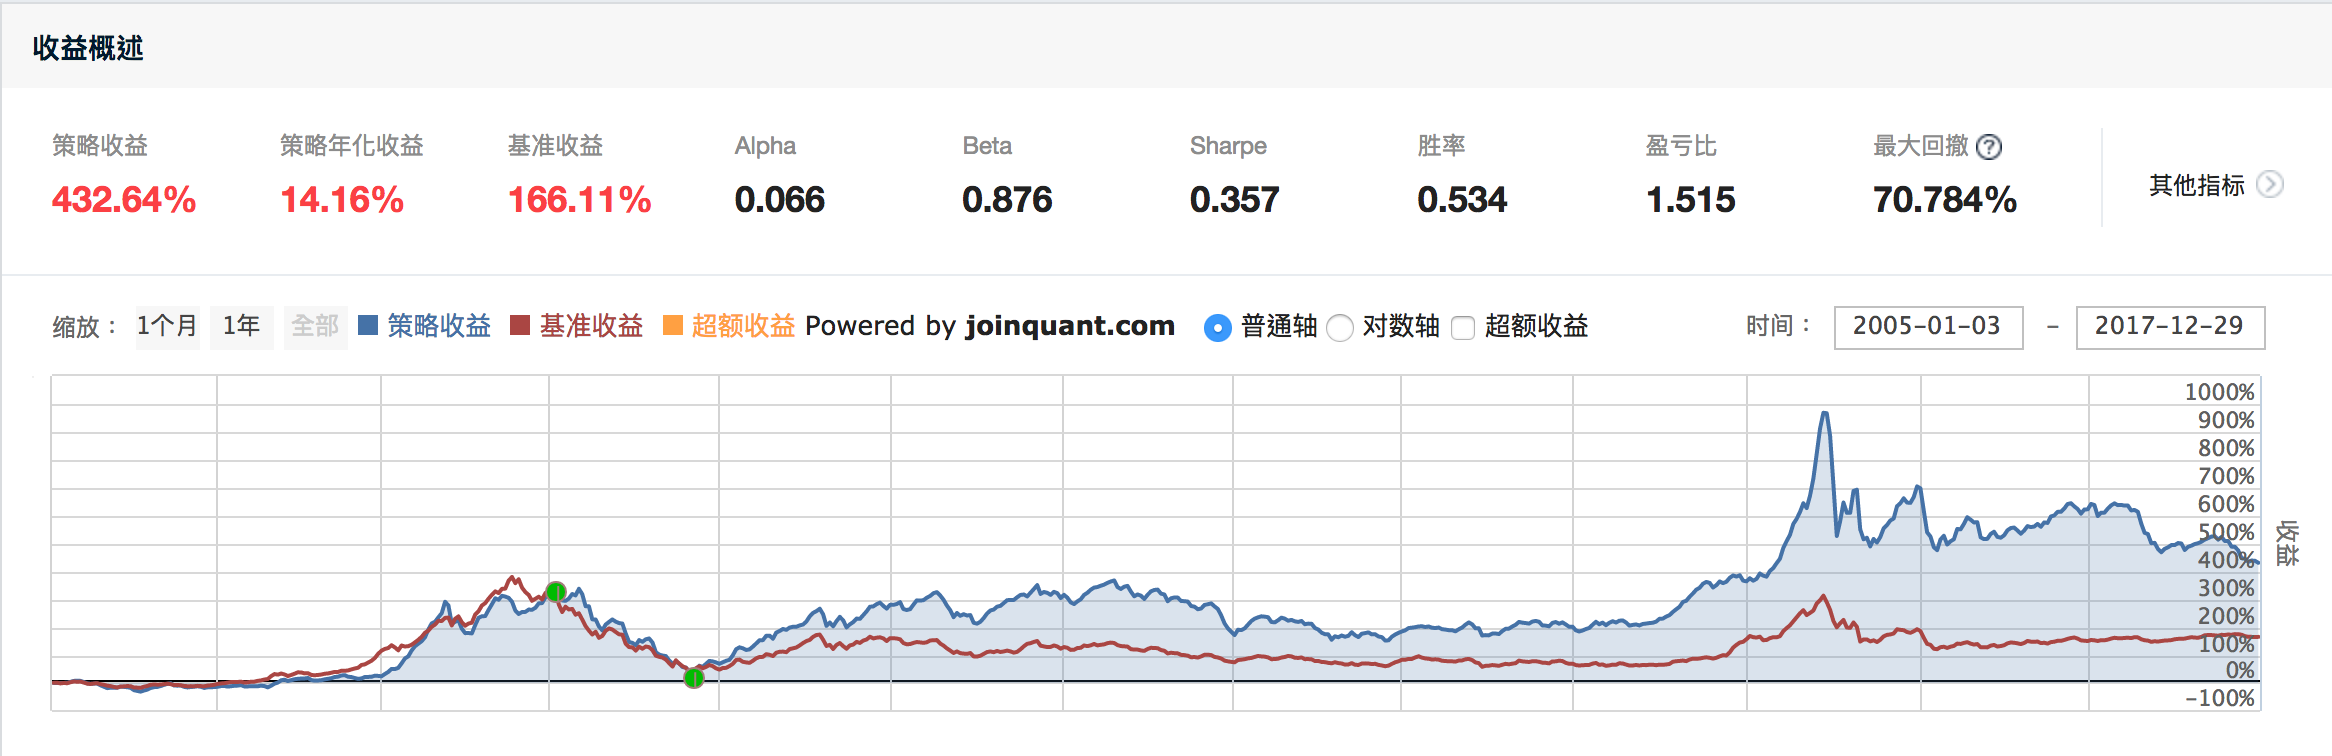 收益概述
策略收益 策略年化收益 基准收益 Alpha Beta Sharpe 胜率 盈亏比 最大回撤 ?
432.64% 14.16% 166.11% 0.066 0.876 0.357 0.534 1.515 70.784% 其他指标
缩放： 1个月 1年 全部 策略收益 基准收益 超额收益 Powered by joinquant.com 普通轴 对数轴 超额收益 时间： 2005-01-03 - 2017-12-29
1000%
900%
800%
700%
600%
500%
400%
300%
200%
100%
0%
-100%
收益